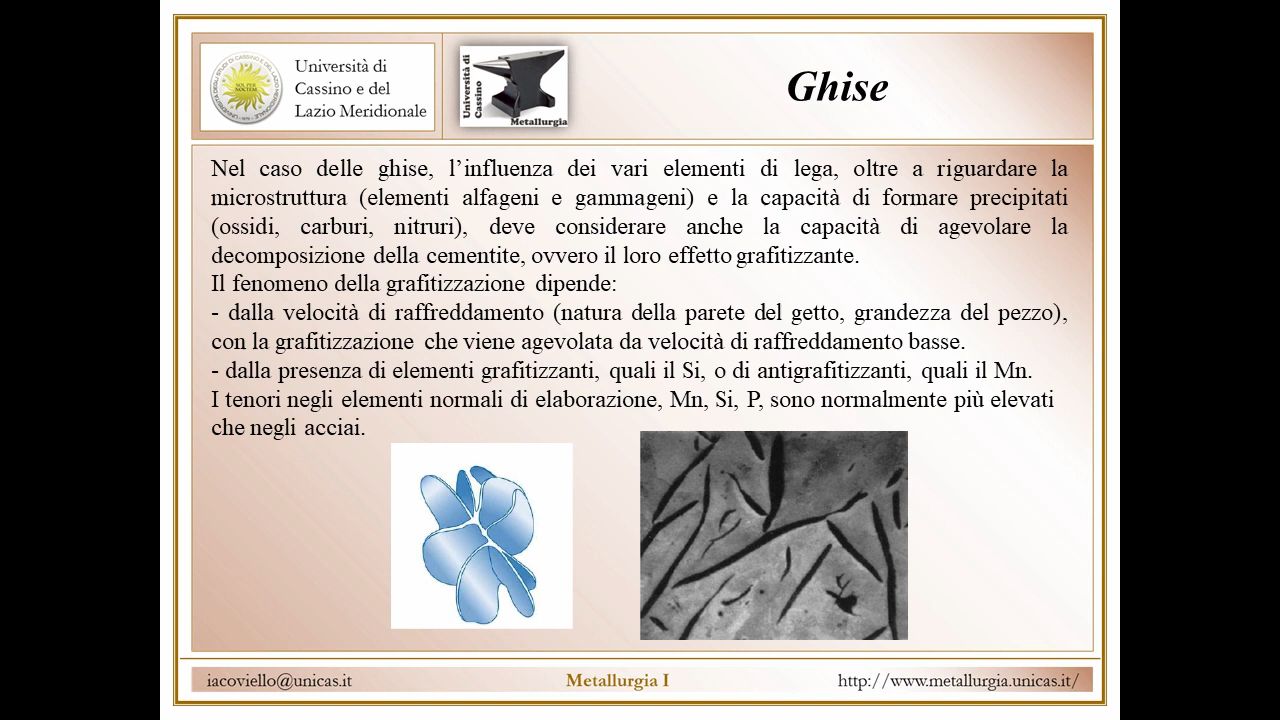 Università di
Cassino e del
Lazio Meridionale
Università di
Cassino
Metallurgia
Ghise
Nel caso delle ghise, l’influenza dei vari elementi di lega, oltre a riguardare la
microstruttura (elementi alfageni e gammageni) e la capacità di formare precipitati
(ossidi, carburi, nitruri), deve considerare anche la capacità di agevolare la
decomposizione della cementite, ovvero il loro effetto grafitizzante.
Il fenomeno della grafitizzazione dipende:
- dalla velocità di raffreddamento (natura della parete del getto, grandezza del pezzo),
con la grafitizzazione che viene agevolata da velocità di raffreddamento basse.
- dalla presenza di elementi grafitizzanti, quali il Si, o di antigrafitizzanti, quali il Mn.
I tenori negli elementi normali di elaborazione, Mn, Si, P, sono normalmente più elevati
che negli acciai.
iacoviello@unicas.it
Metallurgia I
http://www.metallurgia.unicas.it/